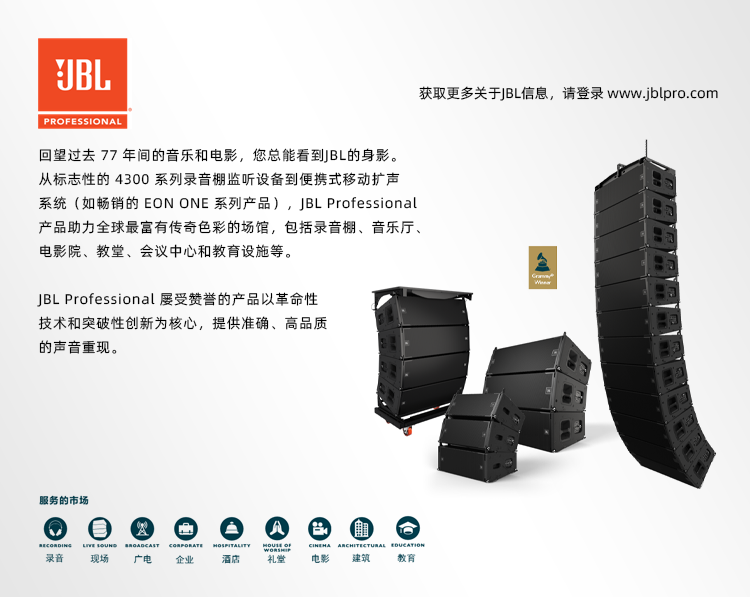 JBL
PROFESSIONAL
获取更多关于JBL信息，请登录 www.jblpro.com
回望过去 77 年间的音乐和电影，您总能看到JBL的身影。
从标志性的 4300 系列录音棚监听设备到便携式移动扩声
系统（如畅销的 EON ONE 系列产品），JBL Professional
产品助力全球最富有传奇色彩的场馆，包括录音棚、音乐厅、
电影院、教堂、会议中心和教育设施等。
JBL Professional 屡受赞誉的产品以革命性
技术和突破性创新为核心，提供准确、高品质
的声音重现。
Grammy®
Winner
服务的市场
RECORDING LIVE SOUND BROADCAST CORPORATE HOSPITALITY HOUSE OF WORSHIP CINEMA ARCHITECTURAL EDUCATION
录音 现场 广电 企业 酒店 礼堂 电影 建筑 教育